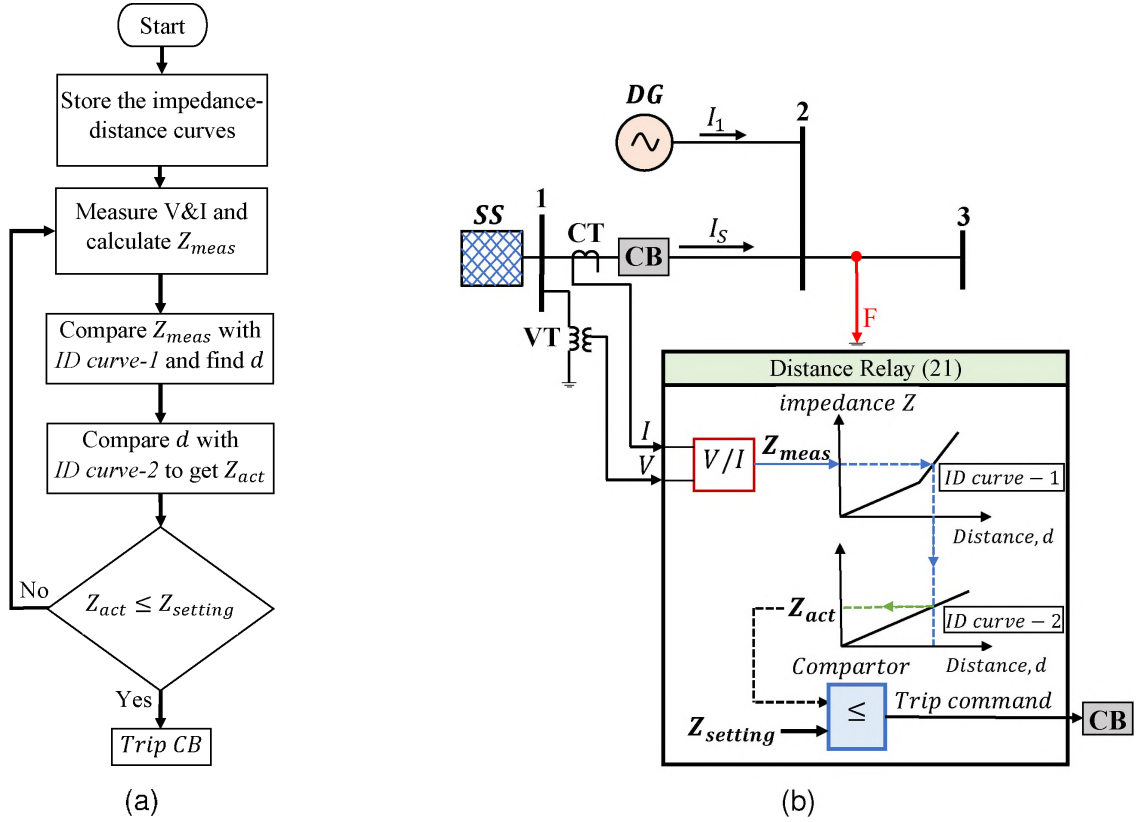 Start
Store the impedance-
distance curves
Measure V&I and
calculate Z_meas
Compare Z_meas with
ID curve-1 and find d
Compare d with
ID curve-2 to get Z_act
Z_act ≤ Z_setting
No
Yes
Trip CB
(a)
DG
I_1
2
SS
1
CT
CB
I_S
3
VT
F
Distance Relay (21)
impedance Z
I
V
V/I
Z_meas
ID curve − 1
Distance, d
Z_act
ID curve − 2
Distance, d
Compartor
≤
Trip command
CB
Z_setting
(b)